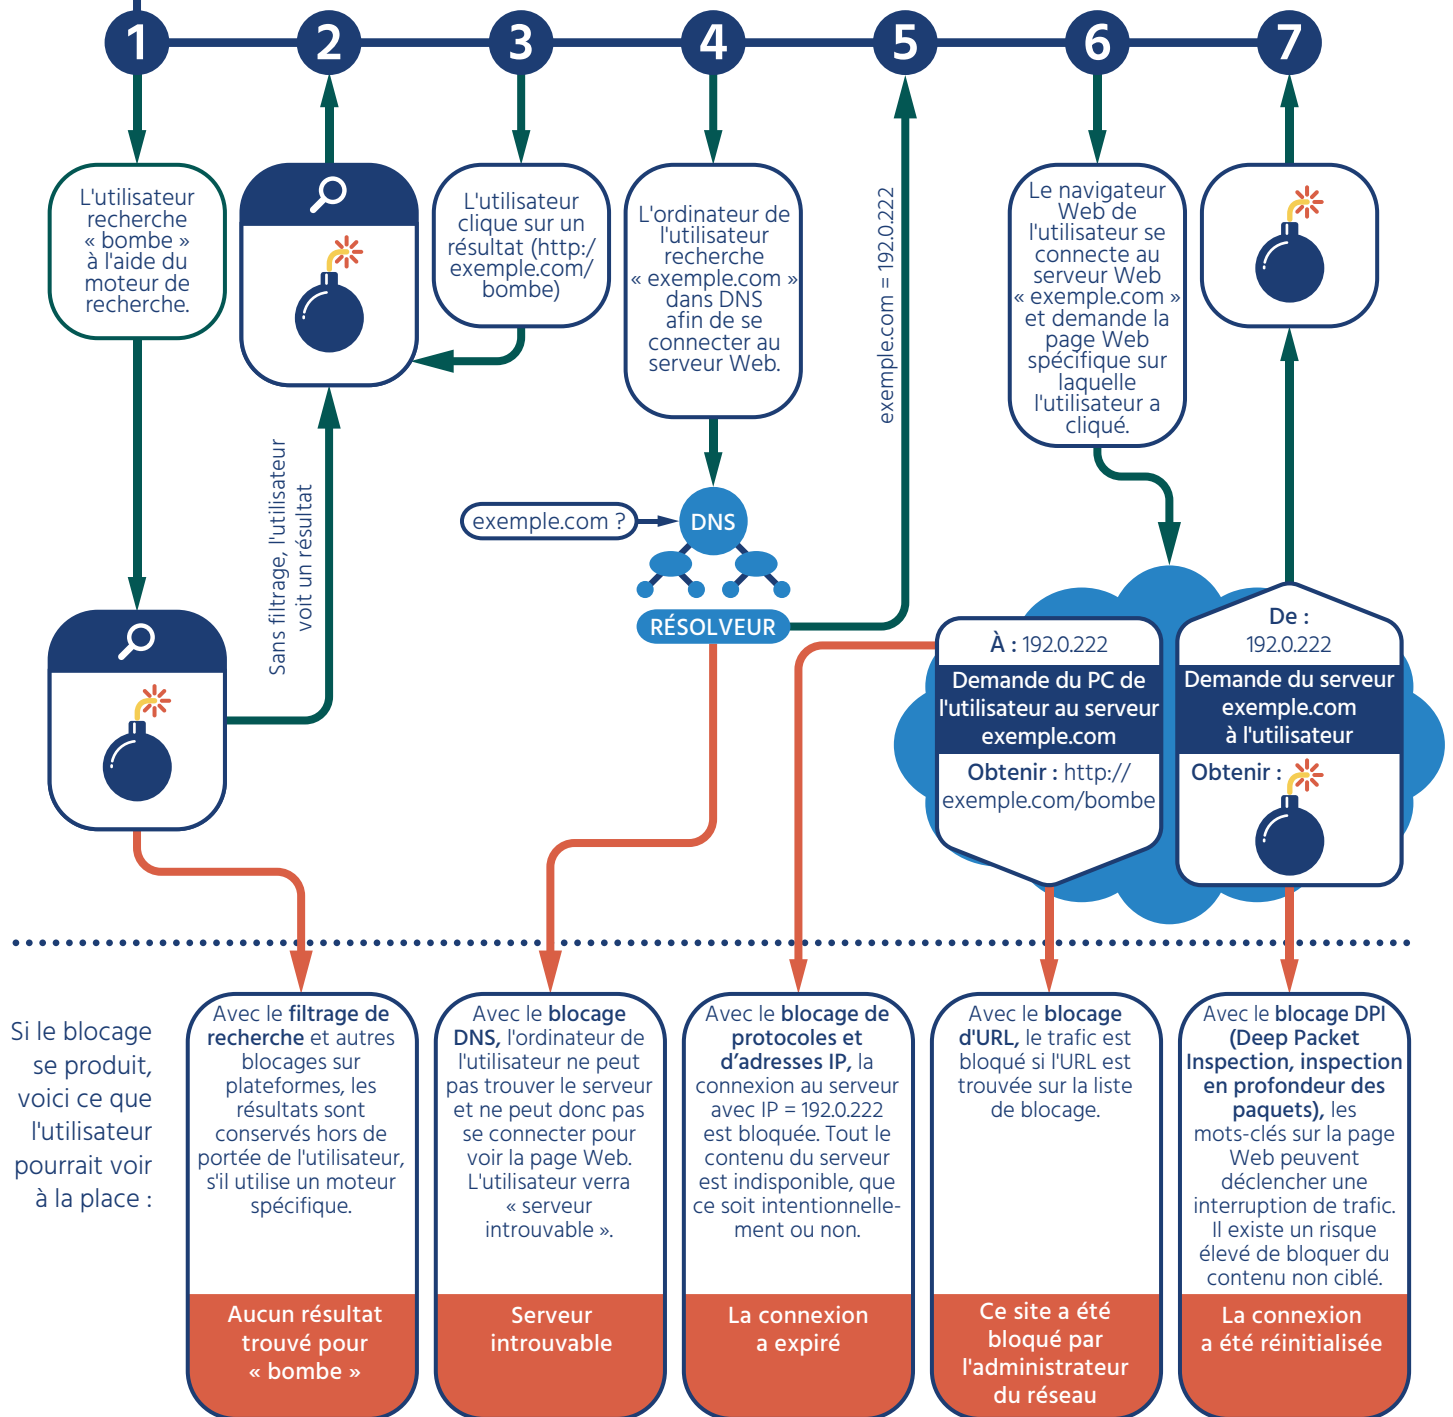 1
2
3
4
5
6
7
L'utilisateur
recherche
« bombe »
à l'aide du
moteur de
recherche.
L'utilisateur
clique sur un
résultat (http:/
exemple.com/
bombe)
L'ordinateur de
l'utilisateur
recherche
« exemple.com »
dans DNS
afin de se
connecter au
serveur Web.
exemple.com = 192.0.222
Le navigateur
Web de
l'utilisateur se
connecte au
serveur Web
« exemple.com »
et demande la
page Web
spécifique sur
laquelle
l'utilisateur a
cliqué.
Sans filtrage, l'utilisateur
voit un résultat
exemple.com ?
DNS
RÉSOLVEUR
À : 192.0.222
Demande du PC de
l'utilisateur au serveur
exemple.com
Obtenir : http://
exemple.com/bombe
De :
192.0.222
Demande du serveur
exemple.com
à l'utilisateur
Obtenir :
Si le blocage
se produit,
voici ce que
l'utilisateur
pourrait voir
à la place :
Avec le filtrage de
recherche et autres
blocages sur
plateformes, les
résultats sont
conservés hors de
portée de l'utilisateur,
s'il utilise un moteur
spécifique.
Aucun résultat
trouvé pour
« bombe »
Avec le blocage
DNS, l'ordinateur de
l'utilisateur ne peut
pas trouver le serveur
et ne peut donc pas
se connecter pour
voir la page Web.
L'utilisateur verra
« serveur
introuvable ».
Serveur
introuvable
Avec le blocage de
protocoles et
d’adresses IP, la
connexion au serveur
avec IP = 192.0.222
est bloquée. Tout le
contenu du serveur
est indisponible, que
ce soit intentionnelle-
ment ou non.
La connexion
a expiré
Avec le blocage
d'URL, le trafic est
bloqué si l'URL est
trouvée sur la liste
de blocage.
Ce site a été
bloqué par
l'administrateur
du réseau
Avec le blocage DPI
(Deep Packet
Inspection, inspection
en profondeur des
paquets), les
mots-clés sur la page
Web peuvent
déclencher une
interruption de trafic.
Il existe un risque
élevé de bloquer du
contenu non ciblé.
La connexion
a été réinitialisée